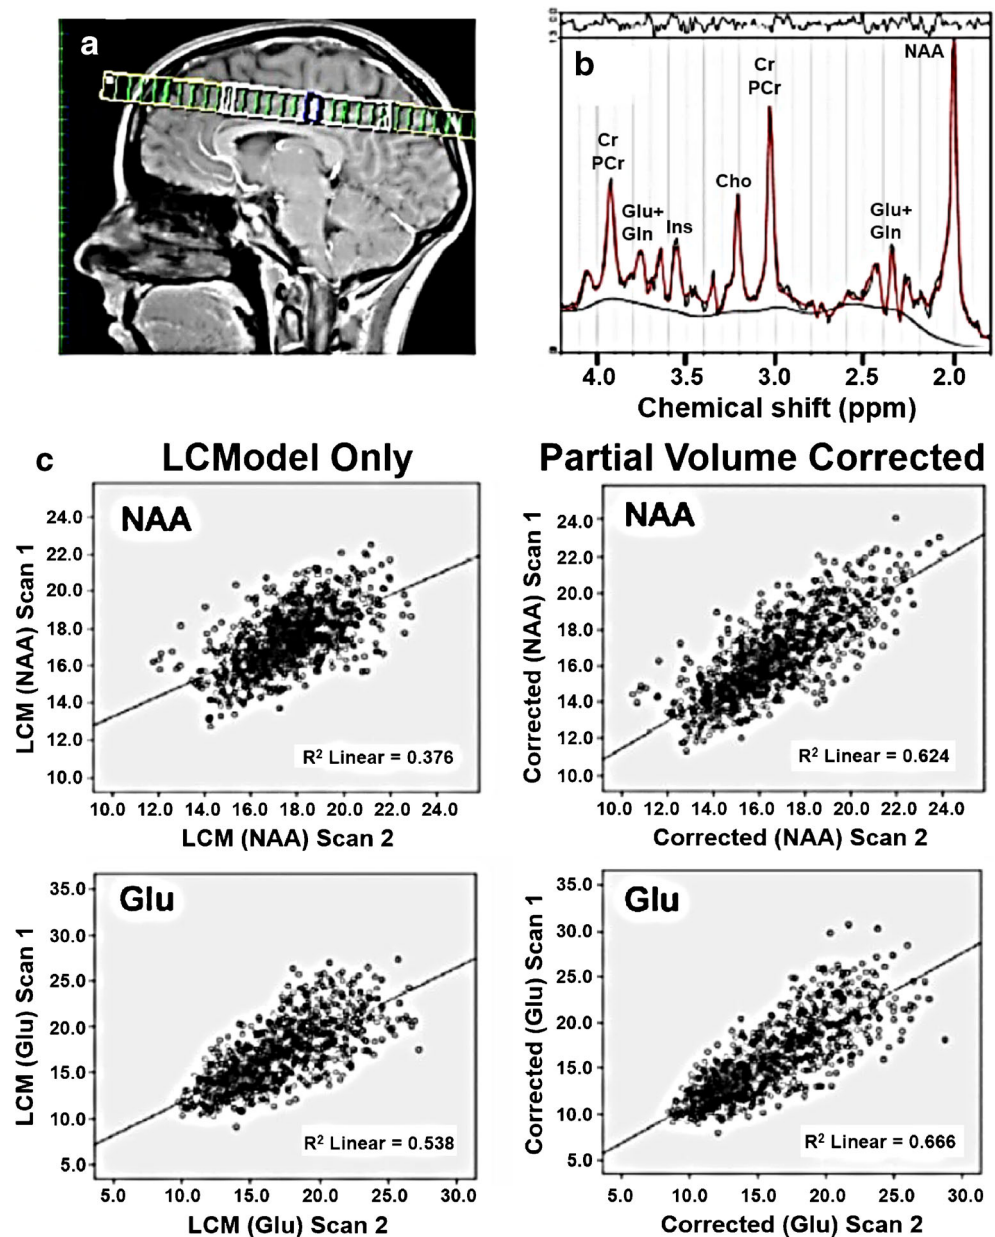 a
b
NAA
Cr
PCr
Cr
PCr
Cho
Glu+
Gln
Ins
Glu+
Gln
4.0 3.5 3.0 2.5 2.0
Chemical shift (ppm)
c
LCModel Only
Partial Volume Corrected
NAA
LCM (NAA) Scan 1
24.0
22.0
20.0
18.0
16.0
14.0
12.0
10.0
R² Linear = 0.376
10.0 12.0 14.0 16.0 18.0 20.0 22.0 24.0
LCM (NAA) Scan 2
NAA
Corrected (NAA) Scan 1
24.0
22.0
20.0
18.0
16.0
14.0
12.0
10.0
R² Linear = 0.624
10.0 12.0 14.0 16.0 18.0 20.0 22.0 24.0
Corrected (NAA) Scan 2
Glu
LCM (Glu) Scan 1
35.0
30.0
25.0
20.0
15.0
10.0
5.0
R² Linear = 0.538
5.0 10.0 15.0 20.0 25.0 30.0
LCM (Glu) Scan 2
Glu
Corrected (Glu) Scan 1
35.0
30.0
25.0
20.0
15.0
10.0
5.0
R² Linear = 0.666
5.0 10.0 15.0 20.0 25.0 30.0
Corrected (Glu) Scan 2